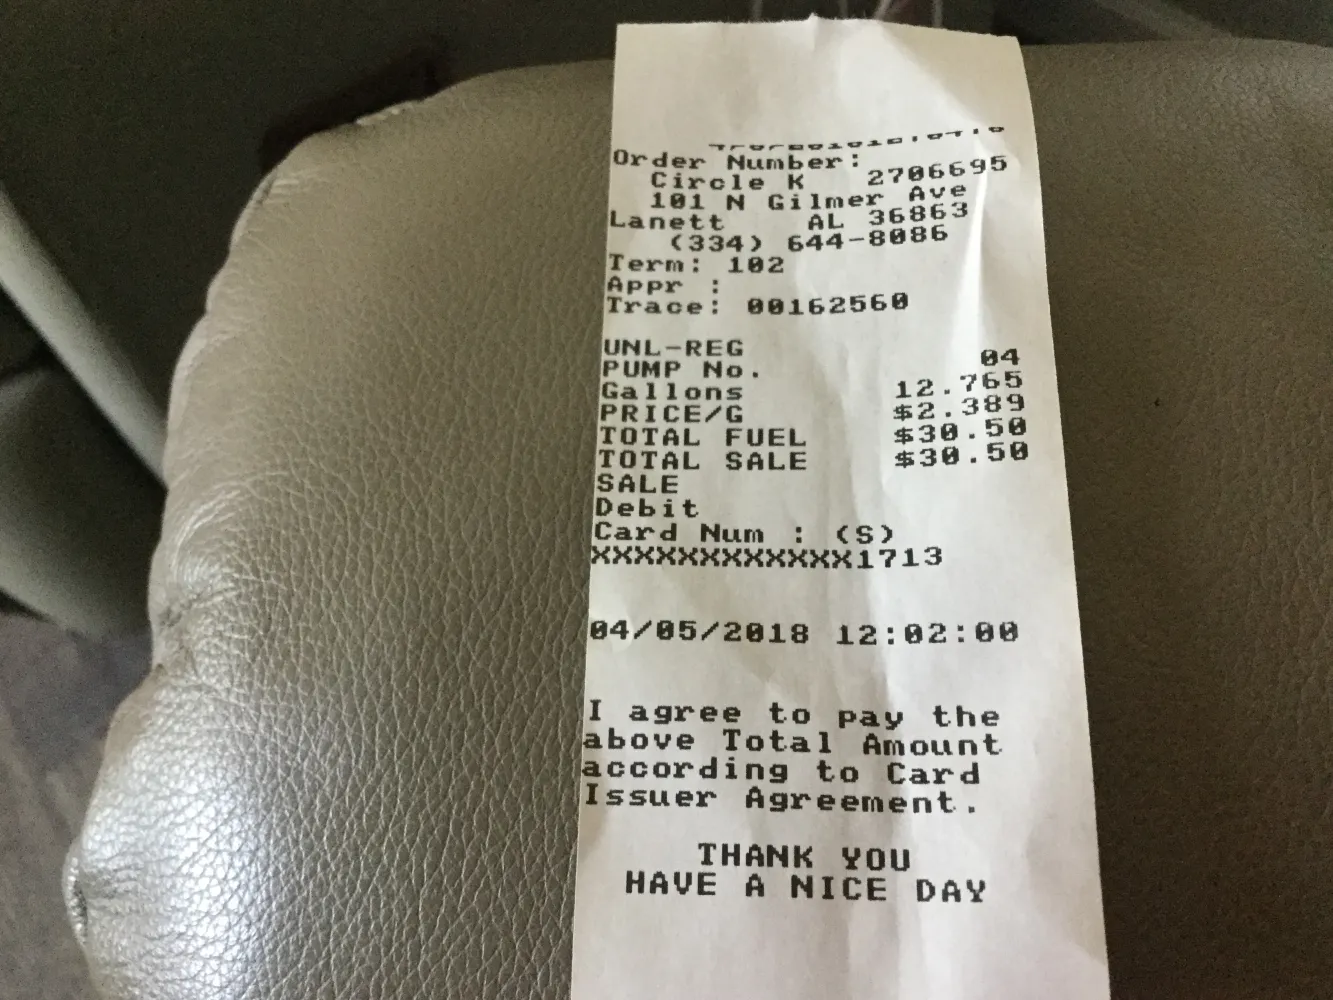 Order Number:
Circle K 2706695
101 N Gilmer Ave
Lanett AL 36863
(334) 644-8086
Term: 102
Appr :
Trace: 00162560
UNL-REG
PUMP No. 04
Gallons 12.765
PRICE/G $2.389
TOTAL FUEL $30.50
TOTAL SALE $30.50
SALE
Debit
Card Num : (S)
XXXXXXXXXXXX1713
04/05/2018 12:02:00
I agree to pay the
above Total Amount
according to Card
Issuer Agreement.
THANK YOU
HAVE A NICE DAY